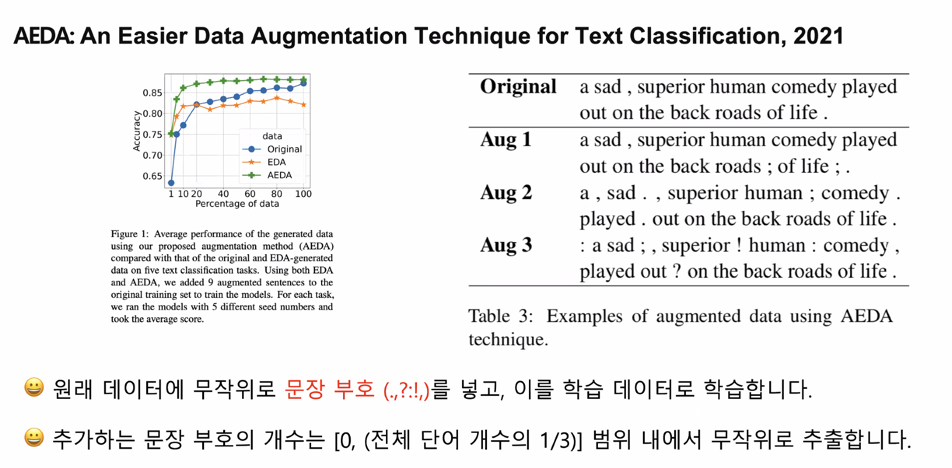 AEDA: An Easier Data Augmentation Technique for Text Classification, 2021
Accuracy
0.85
0.80
0.75
0.70
0.65
data
Original
EDA
AEDA
1 10 20 40 60 80 100
Percentage of data
Figure 1: Average performance of the generated data
using our proposed augmentation method (AEDA)
compared with that of the original and EDA-generated
data on five text classification tasks. Using both EDA
and AEDA, we added 9 augmented sentences to the
original training set to train the models. For each task,
we ran the models with 5 different seed numbers and
took the average score.
Original a sad , superior human comedy played
out on the back roads of life .
Aug 1 a sad , superior human comedy played
out on the back roads ; of life ; .
Aug 2 a , sad . , superior human ; comedy .
played . out on the back roads of life .
Aug 3 : a sad ; , superior ! human : comedy ,
played out ? on the back roads of life .
Table 3: Examples of augmented data using AEDA
technique.
😀 원래 데이터에 무작위로 문장 부호 (.,?:!,)를 넣고, 이를 학습 데이터로 학습합니다.
😀 추가하는 문장 부호의 개수는 [0, (전체 단어 개수의 1/3)] 범위 내에서 무작위로 추출합니다.